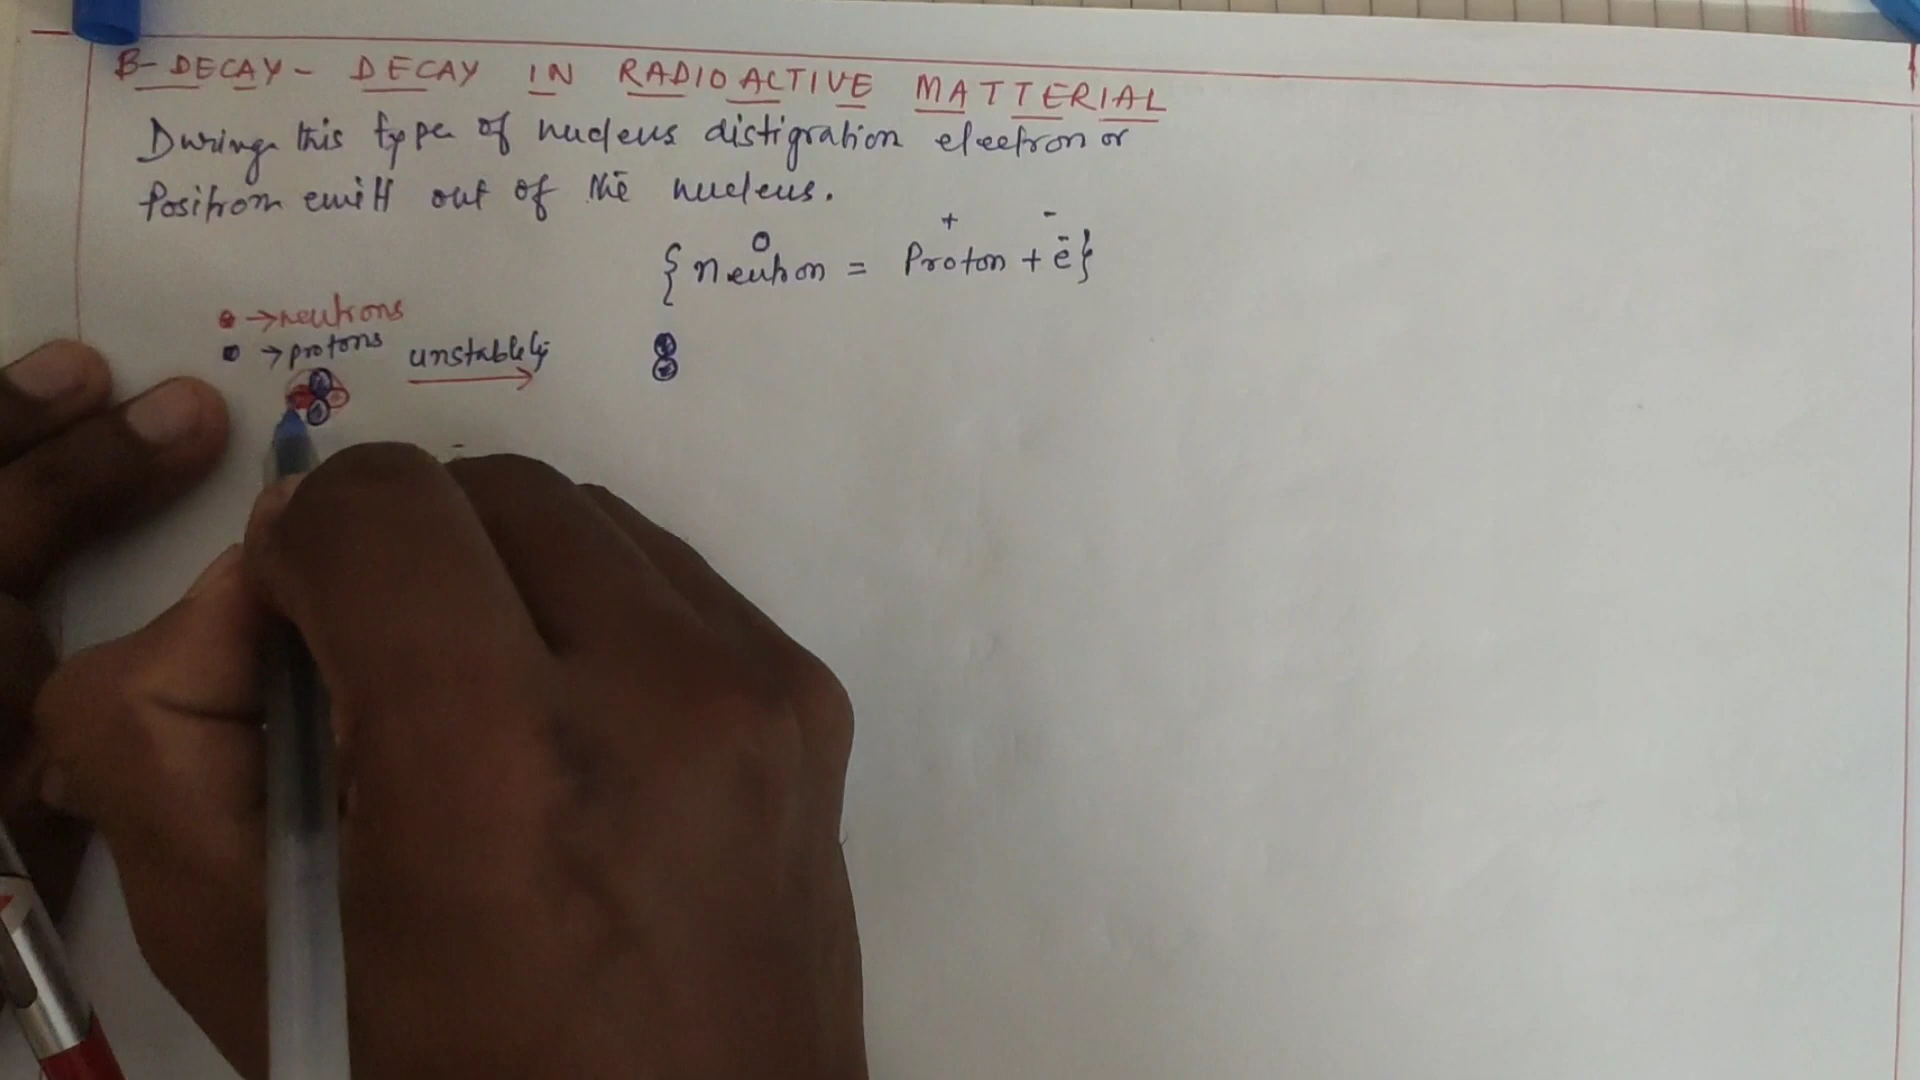 B-DECAY- DECAY IN RADIOACTIVE MATTERIAL
During this type of nucleus distigration electron or
Positron emitt out of the nucleus.
+ -
{ neutron = Proton + e̅ }
→neutrons
→protons unstablely